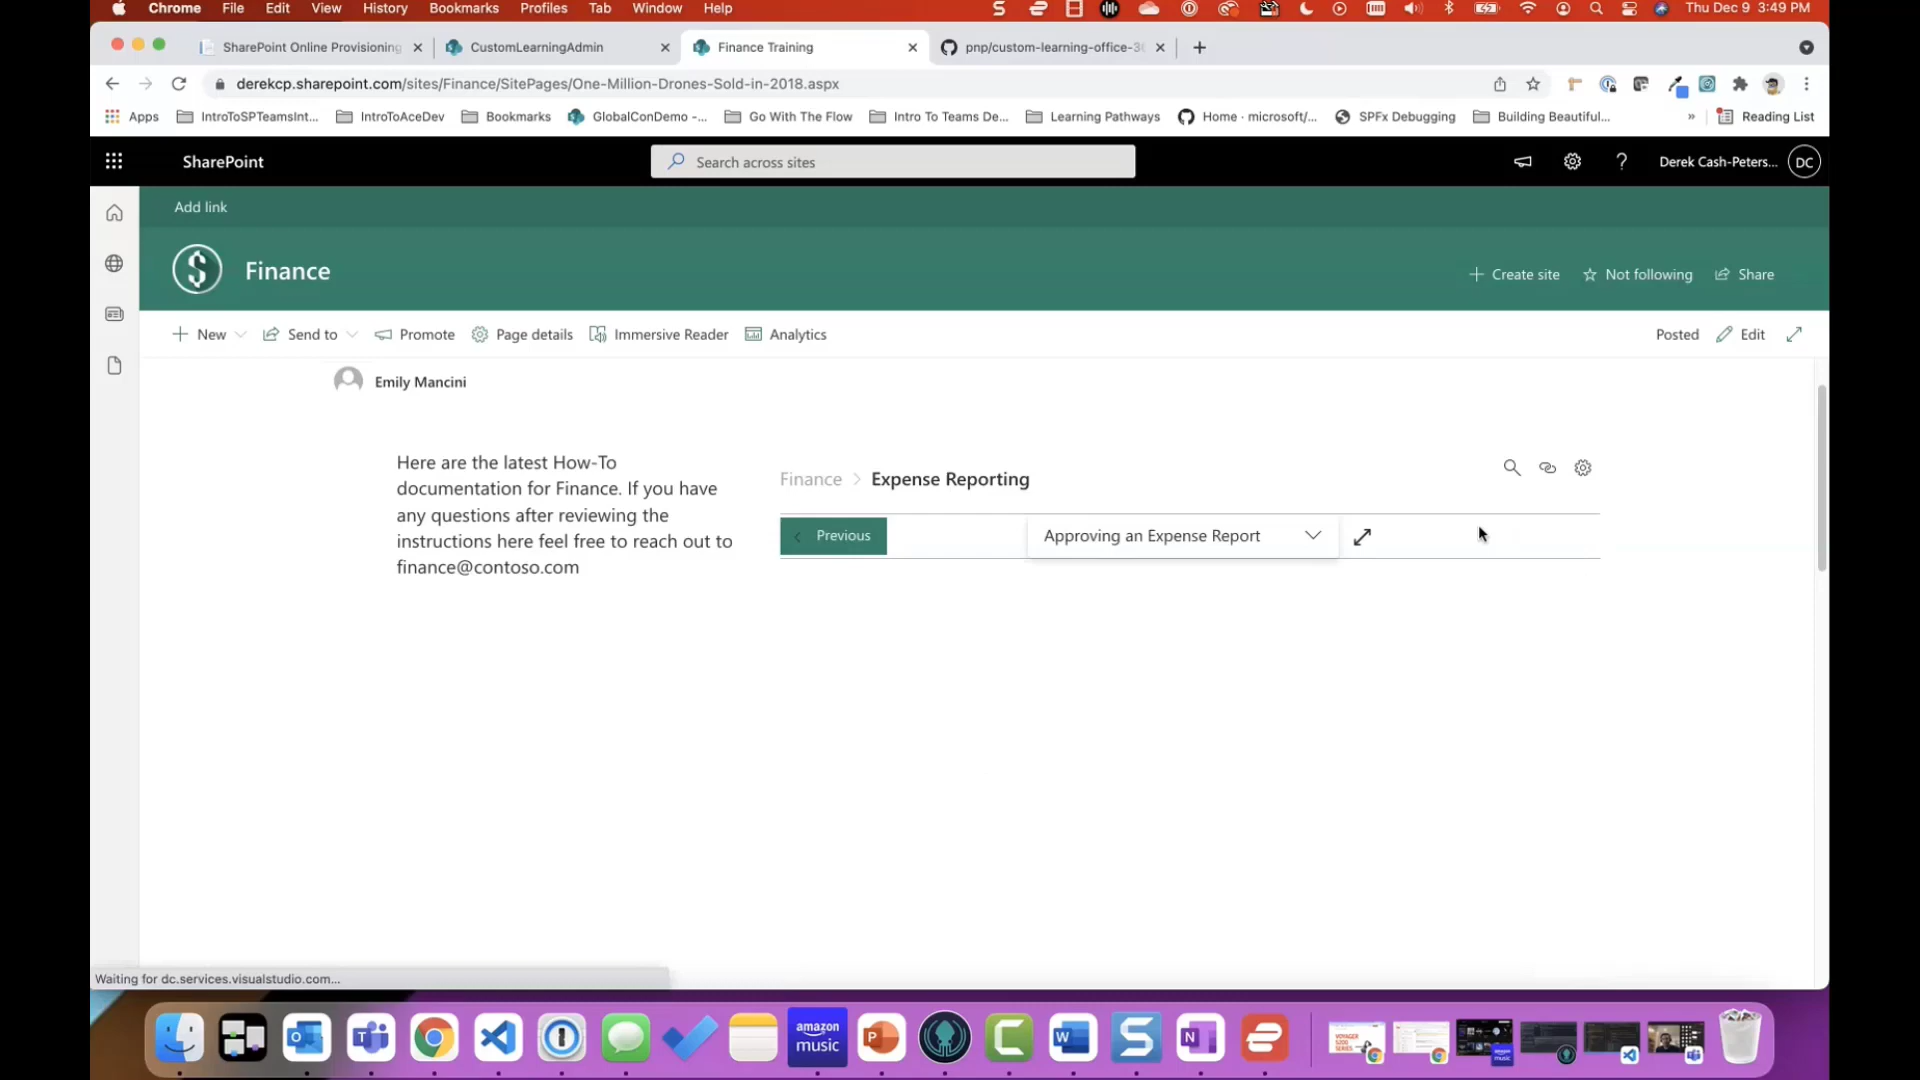 Chrome File Edit View History Bookmarks Profiles Tab Window Help Thu Dec 9 3:49 PM
SharePoint Online Provisioning CustomLearningAdmin Finance Training pnp/custom-learning-office-36
derekcp.sharepoint.com/sites/Finance/SitePages/One-Million-Drones-Sold-in-2018.aspx
Apps IntroToSPTeamsInt... IntroToAceDev Bookmarks GlobalConDemo -... Go With The Flow Intro To Teams De... Learning Pathways Home · microsoft/... SPFx Debugging Building Beautiful... » Reading List
SharePoint Search across sites ? Derek Cash-Peters... DC
Add link
$ Finance
Create site Not following Share
New Send to Promote Page details Immersive Reader Analytics Posted Edit
Emily Mancini
Here are the latest How-To
documentation for Finance. If you have
any questions after reviewing the
instructions here feel free to reach out to
finance@contoso.com
Finance > Expense Reporting
Previous Approving an Expense Report
Waiting for dc.services.visualstudio.com...
amazon
music